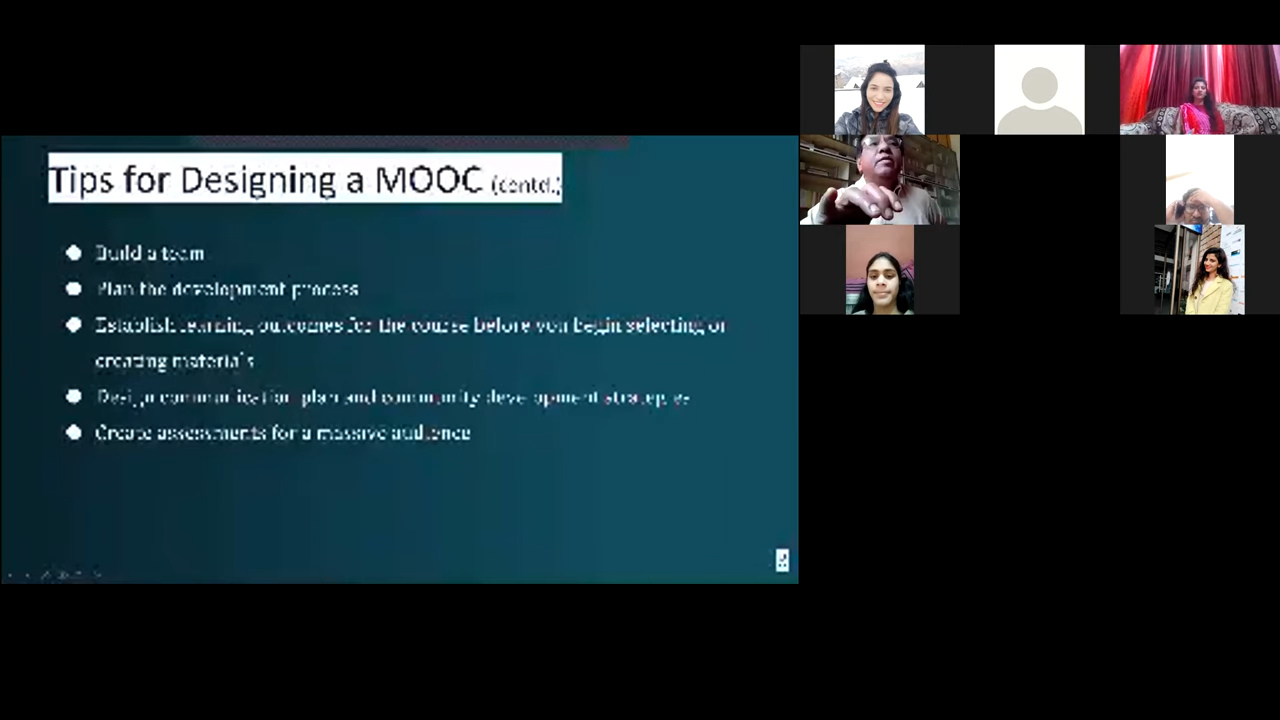 Tips for Designing a MOOC (contd.)
Build a team
Plan the development process
Establish learning outcomes for the course before you begin selecting or
creating materials
Design communication plan and community development strategies
Create assessments for a massive audience